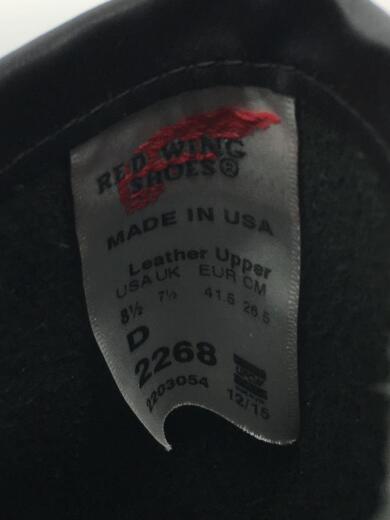 RED WING
SHOES®
MADE IN USA
Leather Upper
USA UK EUR CM
8½ 7½ 41.5 26.5
D
2268
2203054 12/15